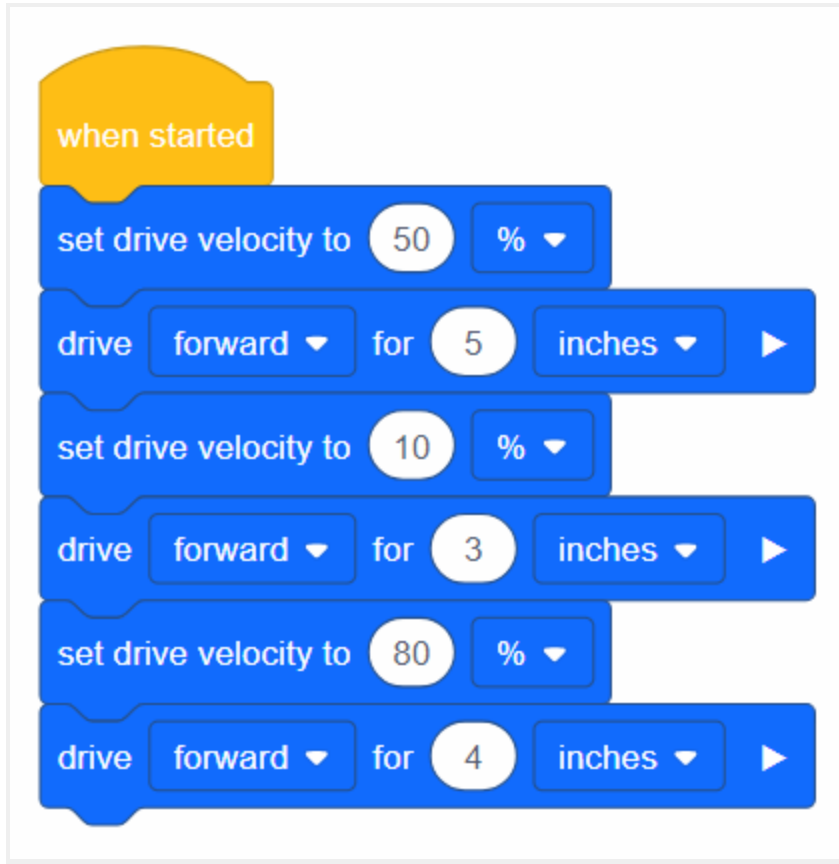 when started
set drive velocity to 50 %
drive forward for 5 inches
set drive velocity to 10 %
drive forward for 3 inches
set drive velocity to 80 %
drive forward for 4 inches